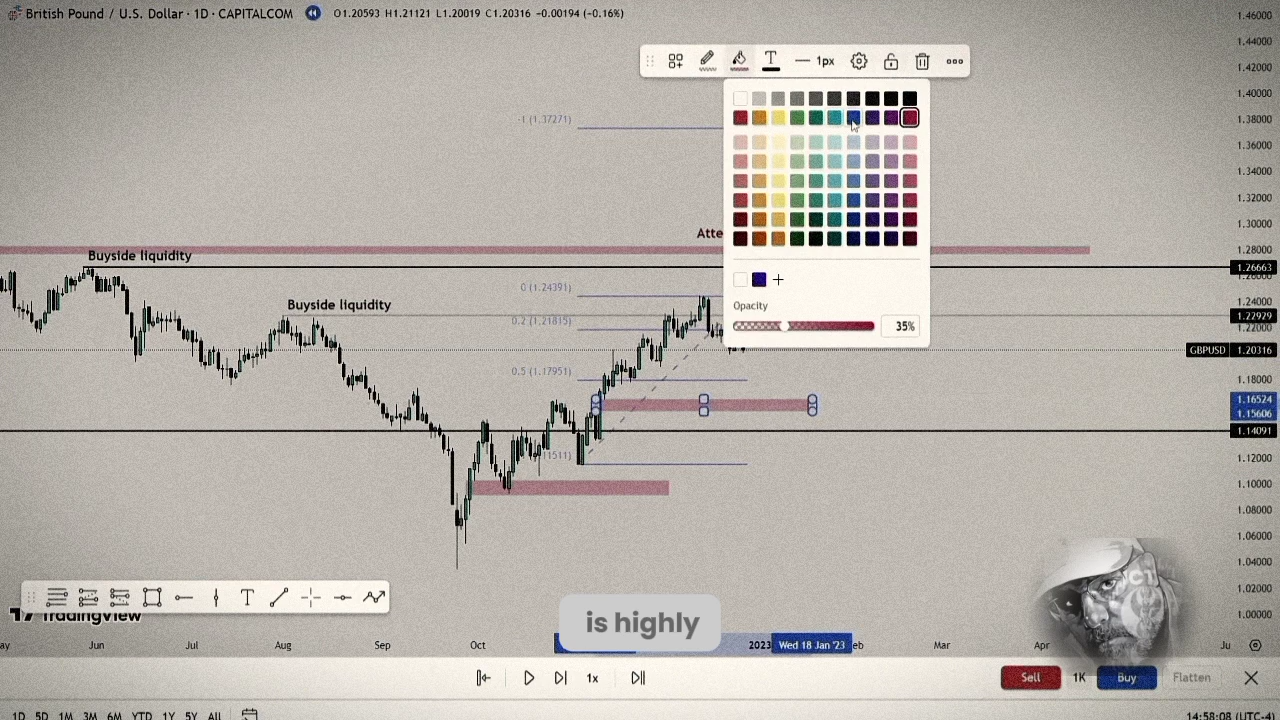 British Pound / U.S. Dollar · 1D · CAPITALCOM O1.20593 H1.21121 L1.20019 C1.20316 −0.00194 (−0.16%)
1.46000
1.44000
T 1px
1.42000
1.40000
-1 (1.37271)
1.38000
1.36000
1.34000
1.32000
1.30000
Atte
1.28000
Buyside liquidity
1.26663
0 (1.24391)
1.24000
Buyside liquidity
1.22929
0.2 (1.21815)
1.22000
Opacity
35%
GBPUSD 1.20316
0.5 (1.17951)
1.18000
1.16524
1.15606
1.14091
1.12000
1.10000
1.08000
1.06000
1.04000
1.02000
1.00000
T
TradingView
is highly
Jun Jul Aug Sep Oct 2023 Wed 18 Jan '23 Mar Apr Ju
1x
Sell 1K Buy Flatten
1D 5D 1M 3M 6M YTD 1Y 5Y All
14:58:08 (UTC-4)